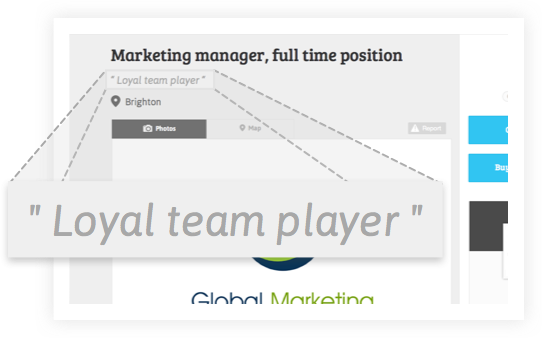 Marketing manager, full time position
" Loyal team player "
Brighton
Photos
Map
Report
" Loyal team player "
Global Marketing